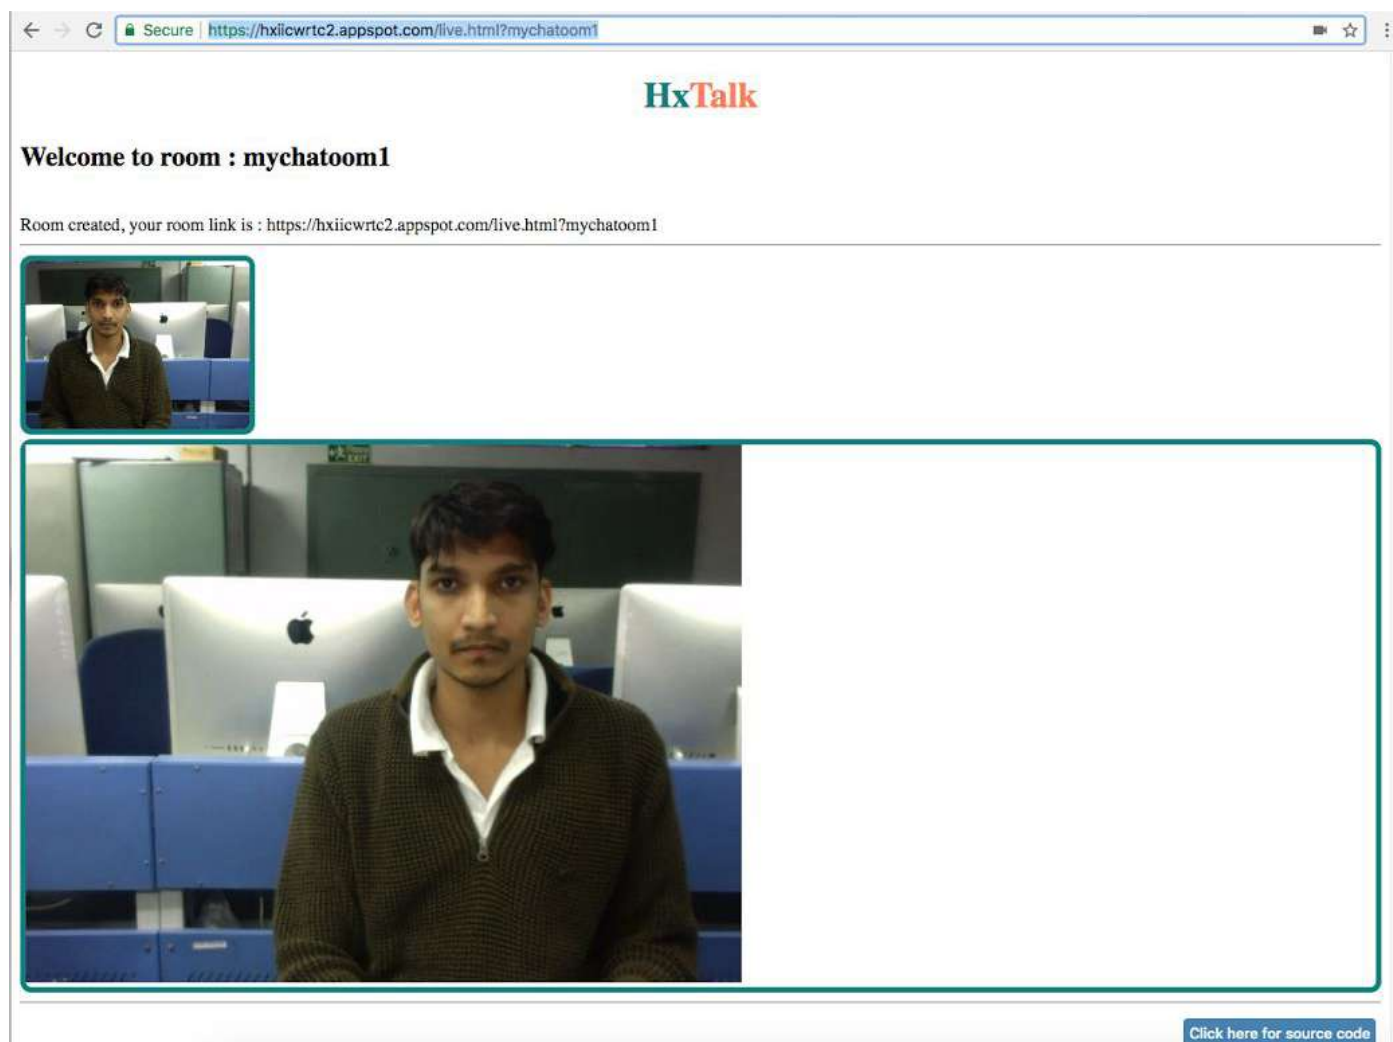 Secure https://hxiicwrtc2.appspot.com/live.html?mychatoom1
HxTalk
Welcome to room : mychatoom1
Room created, your room link is : https://hxiicwrtc2.appspot.com/live.html?mychatoom1
EXIT
Click here for source code